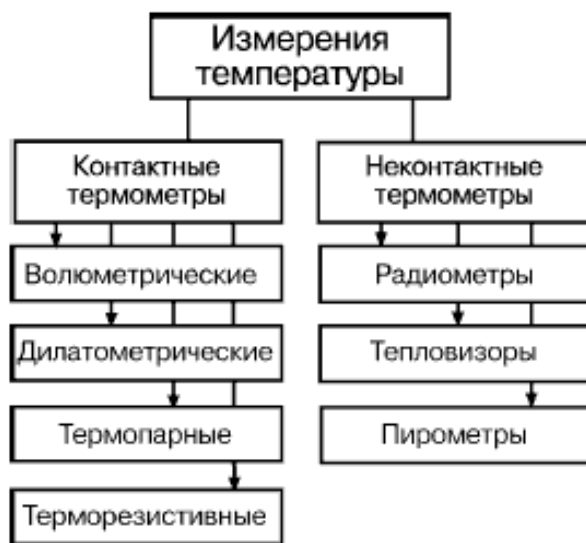 Измерения
температуры
Контактные
термометры
Неконтактные
термометры
Волюметрические
Радиометры
Дилатометрические
Тепловизоры
Термопарные
Пирометры
Терморезистивные